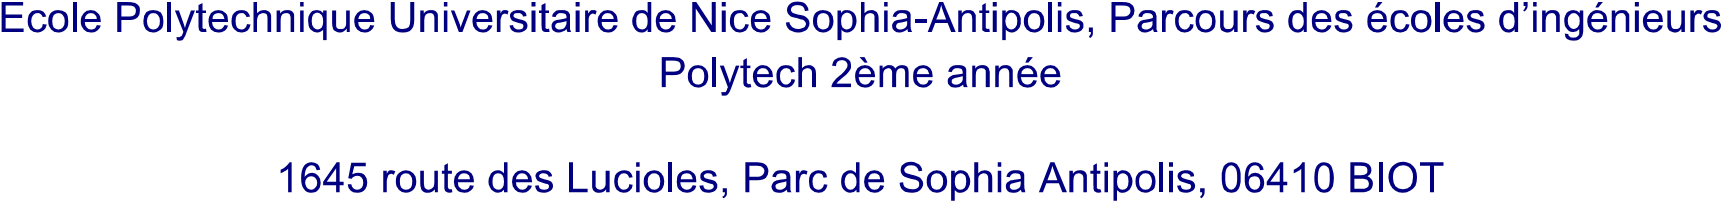 Ecole Polytechnique Universitaire de Nice Sophia-Antipolis, Parcours des écoles d’ingénieurs
Polytech 2ème année
1645 route des Lucioles, Parc de Sophia Antipolis, 06410 BIOT